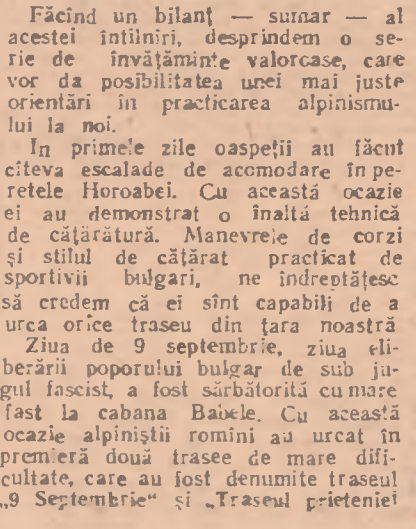 Făcînd un bilanț — sumar — al
acestei întîlniri, desprindem o se-
rie de învățăminte valoroase, care
vor da posibilitatea unei mai juste
orientări în practicarea alpinismu-
lui la noi.
In primele zile oaspeții au făcut
cîteva escalade de acomodare în pe-
retele Horoabei. Cu această ocazie
ei au demonstrat o înaltă tehnică
de cățărătură. Manevrele de corzi
și stilul de cățărat practicat de
sportivii bulgari, ne îndreptățesc
să credem că ei sînt capabili de a
urca orice traseu din țara noastră
Ziua de 9 septembrie, ziua eli-
berării poporului bulgar de sub ju-
gul fascist, a fost sărbătorită cu mare
fast la cabana Babele. Cu această
ocazie alpiniștii romîni au urcat în
premieră două trasee de mare difi-
cultate, care au fost denumite traseul
„9 Septembrie" și „Traseul prieteniei